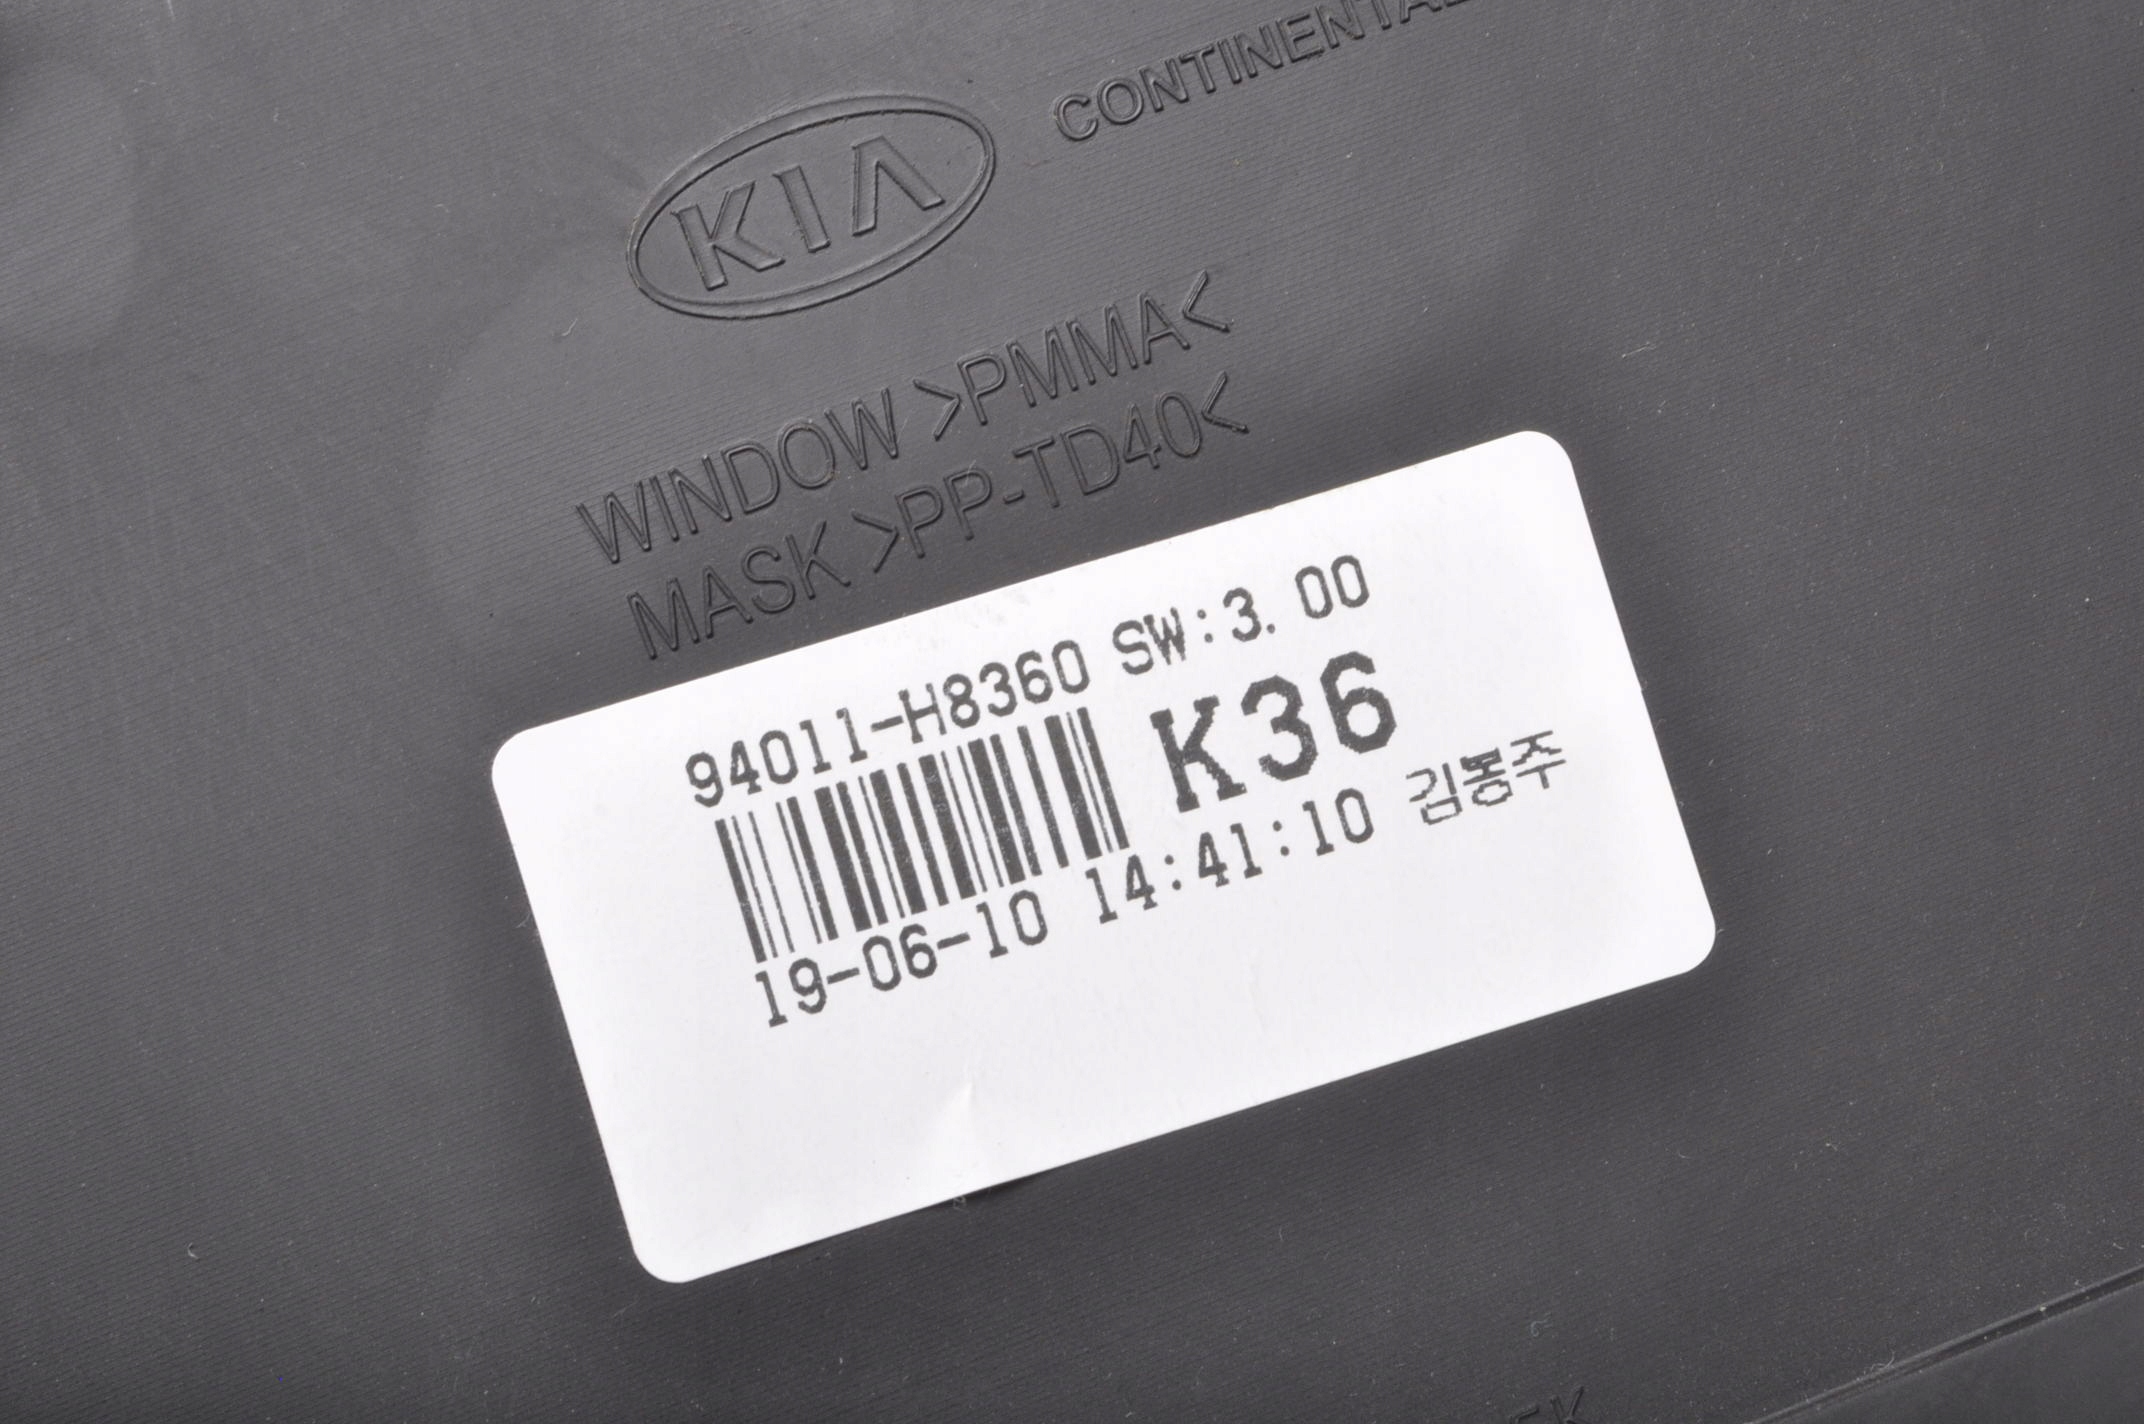 KIA
CONTINENTAL
WINDOW >PMMA<
MASK >PP-TD40<
94011-H8360 SW:3.00
K36
19-06-10 14:41:10 김봉주